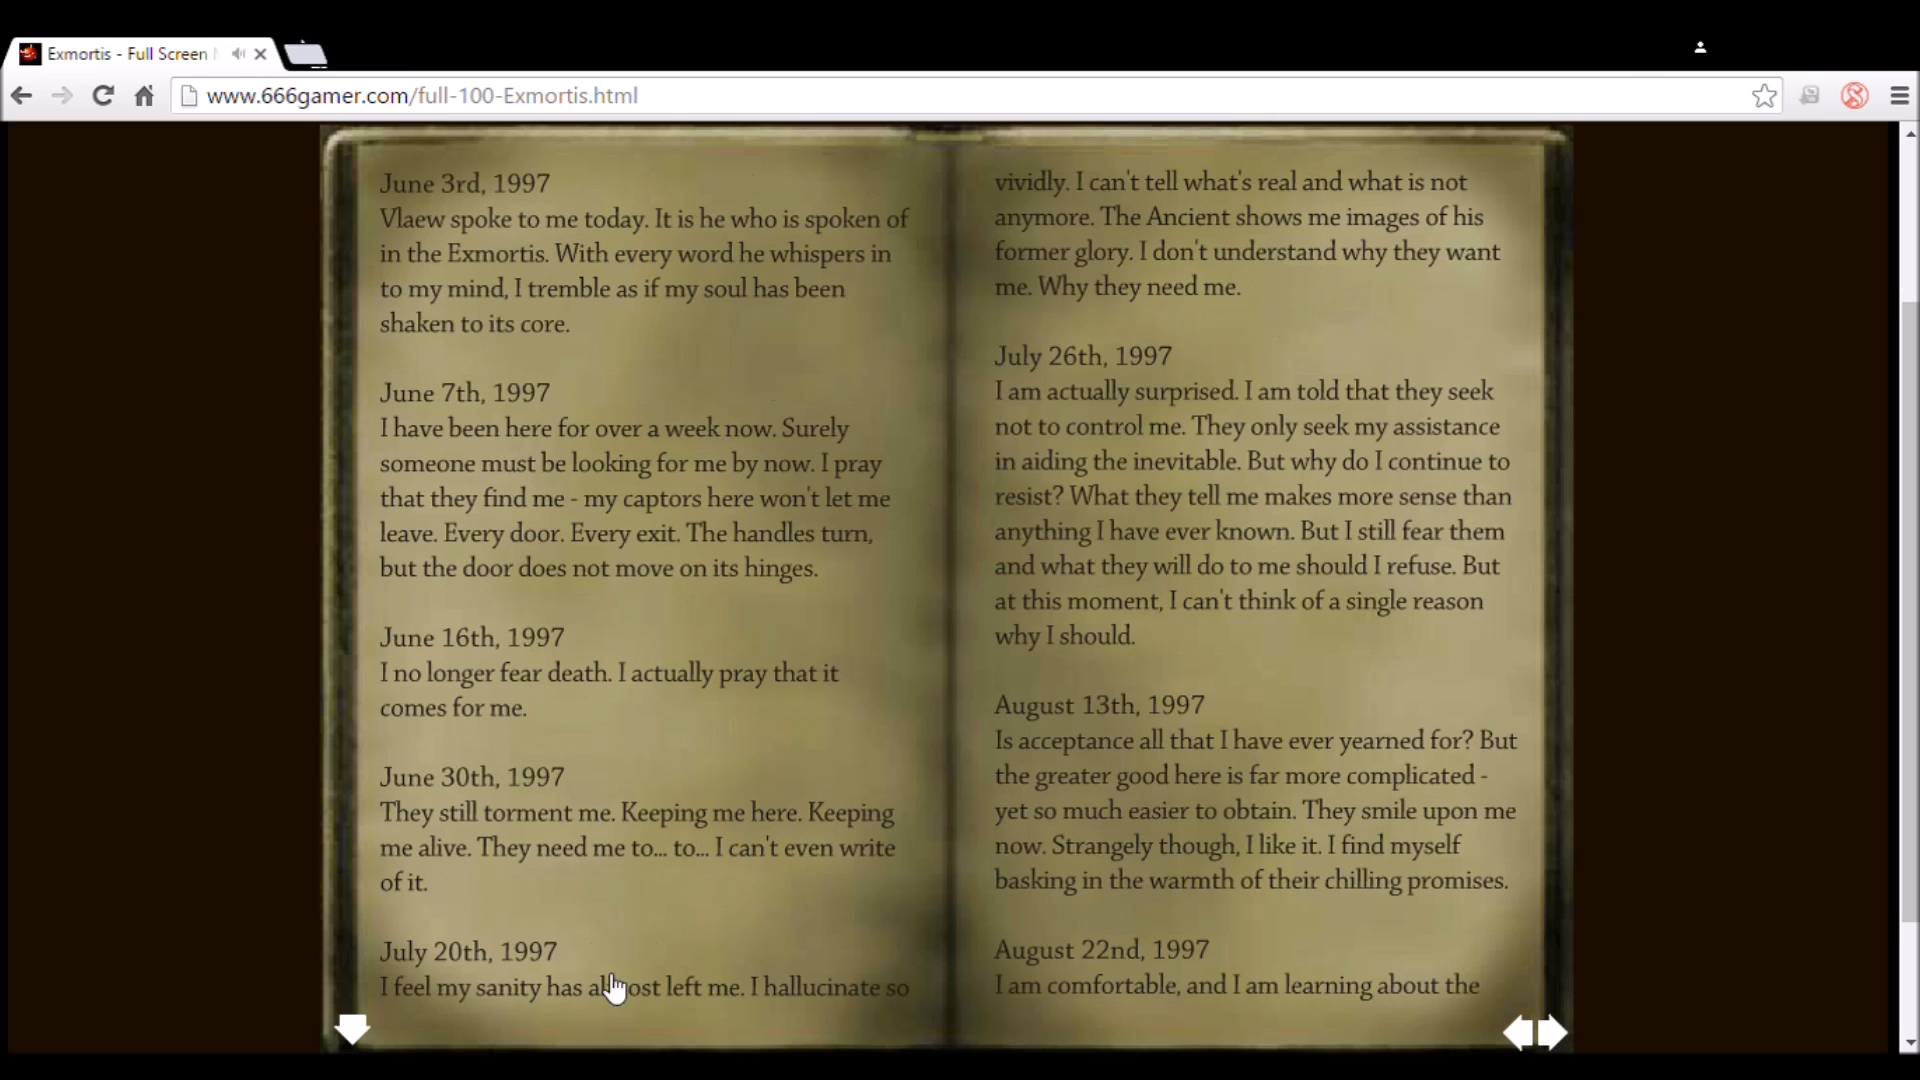 Exmortis - Full Screen
www.666gamer.com/full-100-Exmortis.html
June 3rd, 1997
Vlaew spoke to me today. It is he who is spoken of
in the Exmortis. With every word he whispers in
to my mind, I tremble as if my soul has been
shaken to its core.
June 7th, 1997
I have been here for over a week now. Surely
someone must be looking for me by now. I pray
that they find me - my captors here won't let me
leave. Every door. Every exit. The handles turn,
but the door does not move on its hinges.
June 16th, 1997
I no longer fear death. I actually pray that it
comes for me.
June 30th, 1997
They still torment me. Keeping me here. Keeping
me alive. They need me to... to... I can't even write
of it.
July 20th, 1997
I feel my sanity has almost left me. I hallucinate so
vividly. I can't tell what's real and what is not
anymore. The Ancient shows me images of his
former glory. I don't understand why they want
me. Why they need me.
July 26th, 1997
I am actually surprised. I am told that they seek
not to control me. They only seek my assistance
in aiding the inevitable. But why do I continue to
resist? What they tell me makes more sense than
anything I have ever known. But I still fear them
and what they will do to me should I refuse. But
at this moment, I can't think of a single reason
why I should.
August 13th, 1997
Is acceptance all that I have ever yearned for? But
the greater good here is far more complicated -
yet so much easier to obtain. They smile upon me
now. Strangely though, I like it. I find myself
basking in the warmth of their chilling promises.
August 22nd, 1997
I am comfortable, and I am learning about the